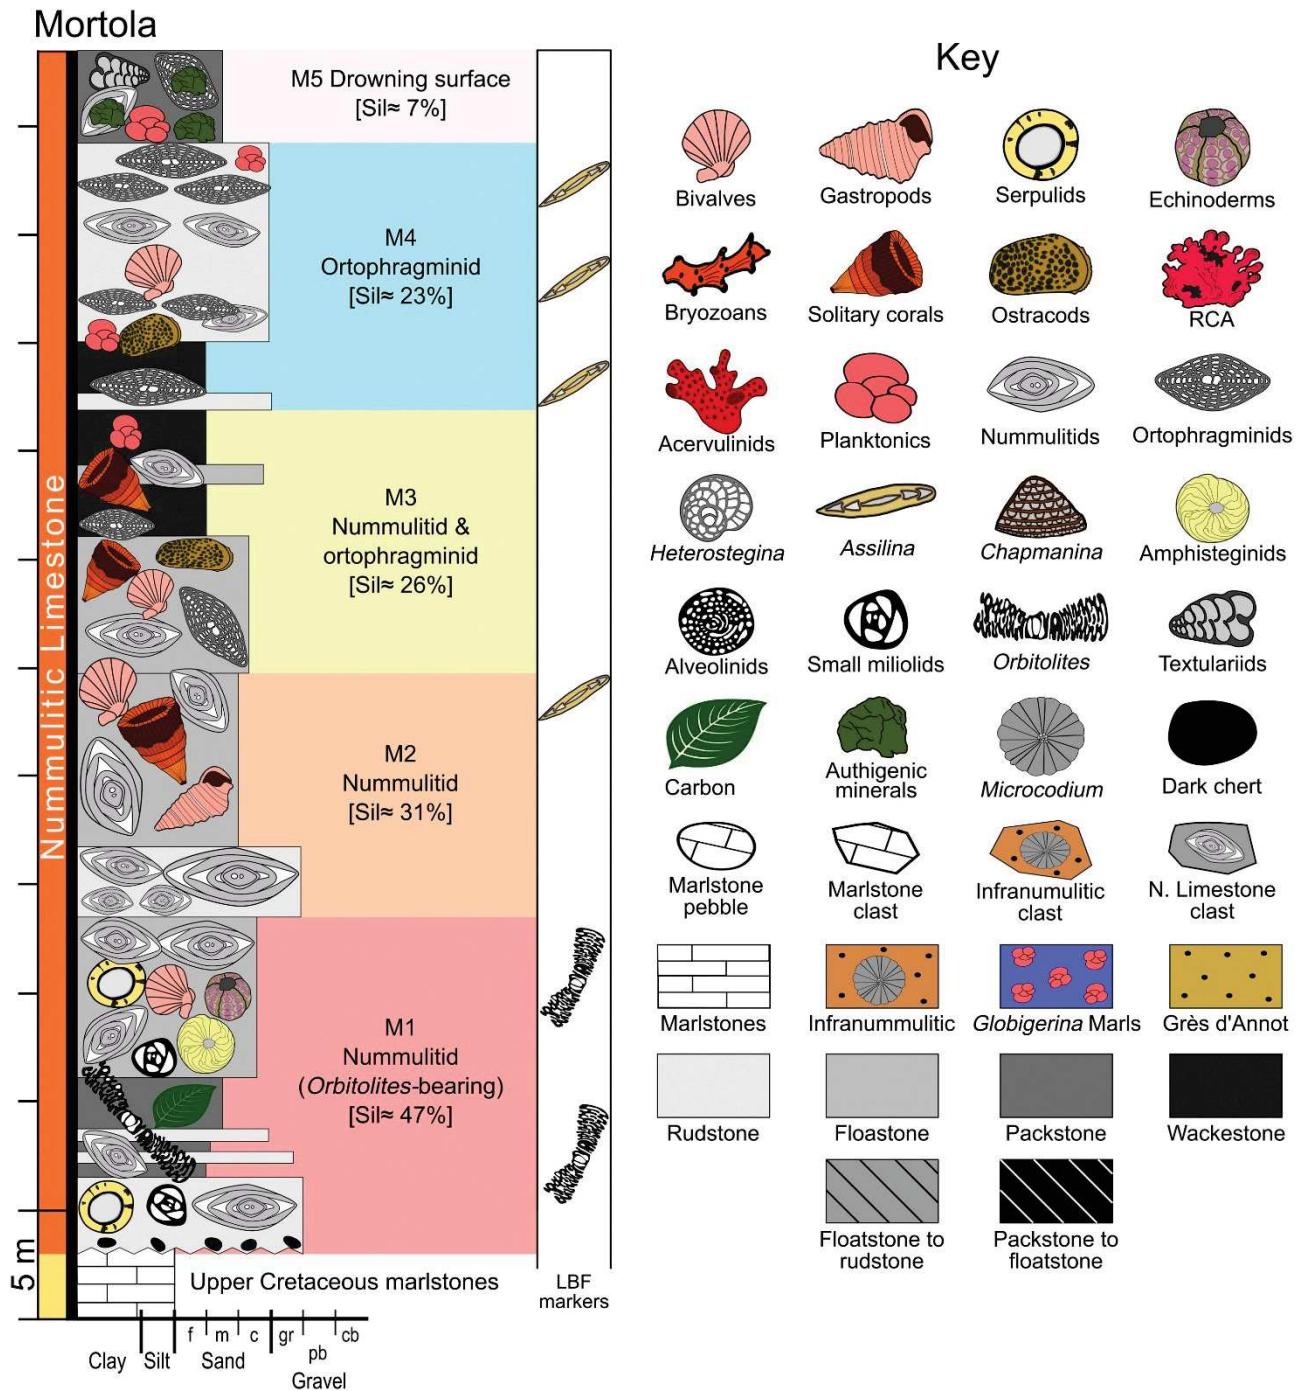 Mortola
M5 Drowning surface
[Sil≈ 7%]
M4
Ortophragminid
[Sil≈ 23%]
M3
Nummulitid &
ortophragminid
[Sil≈ 26%]
M2
Nummulitid
[Sil≈ 31%]
M1
Nummulitid
(Orbitolites-bearing)
[Sil≈ 47%]
Nummulitic Limestone
5 m
Upper Cretaceous marlstones
LBF
markers
f m c gr cb
pb
Clay Silt Sand
Gravel
Key
Bivalves Gastropods Serpulids Echinoderms
Bryozoans Solitary corals Ostracods RCA
Acervulinids Planktonics Nummulitids Ortophragminids
Heterostegina Assilina Chapmanina Amphisteginids
Alveolinids Small miliolids Orbitolites Textulariids
Carbon Authigenic minerals Microcodium Dark chert
Marlstone pebble Marlstone clast Infranumulitic clast N. Limestone clast
Marlstones Infranummulitic Globigerina Marls Grès d'Annot
Rudstone Floastone Packstone Wackestone
Floatstone to rudstone Packstone to floatstone